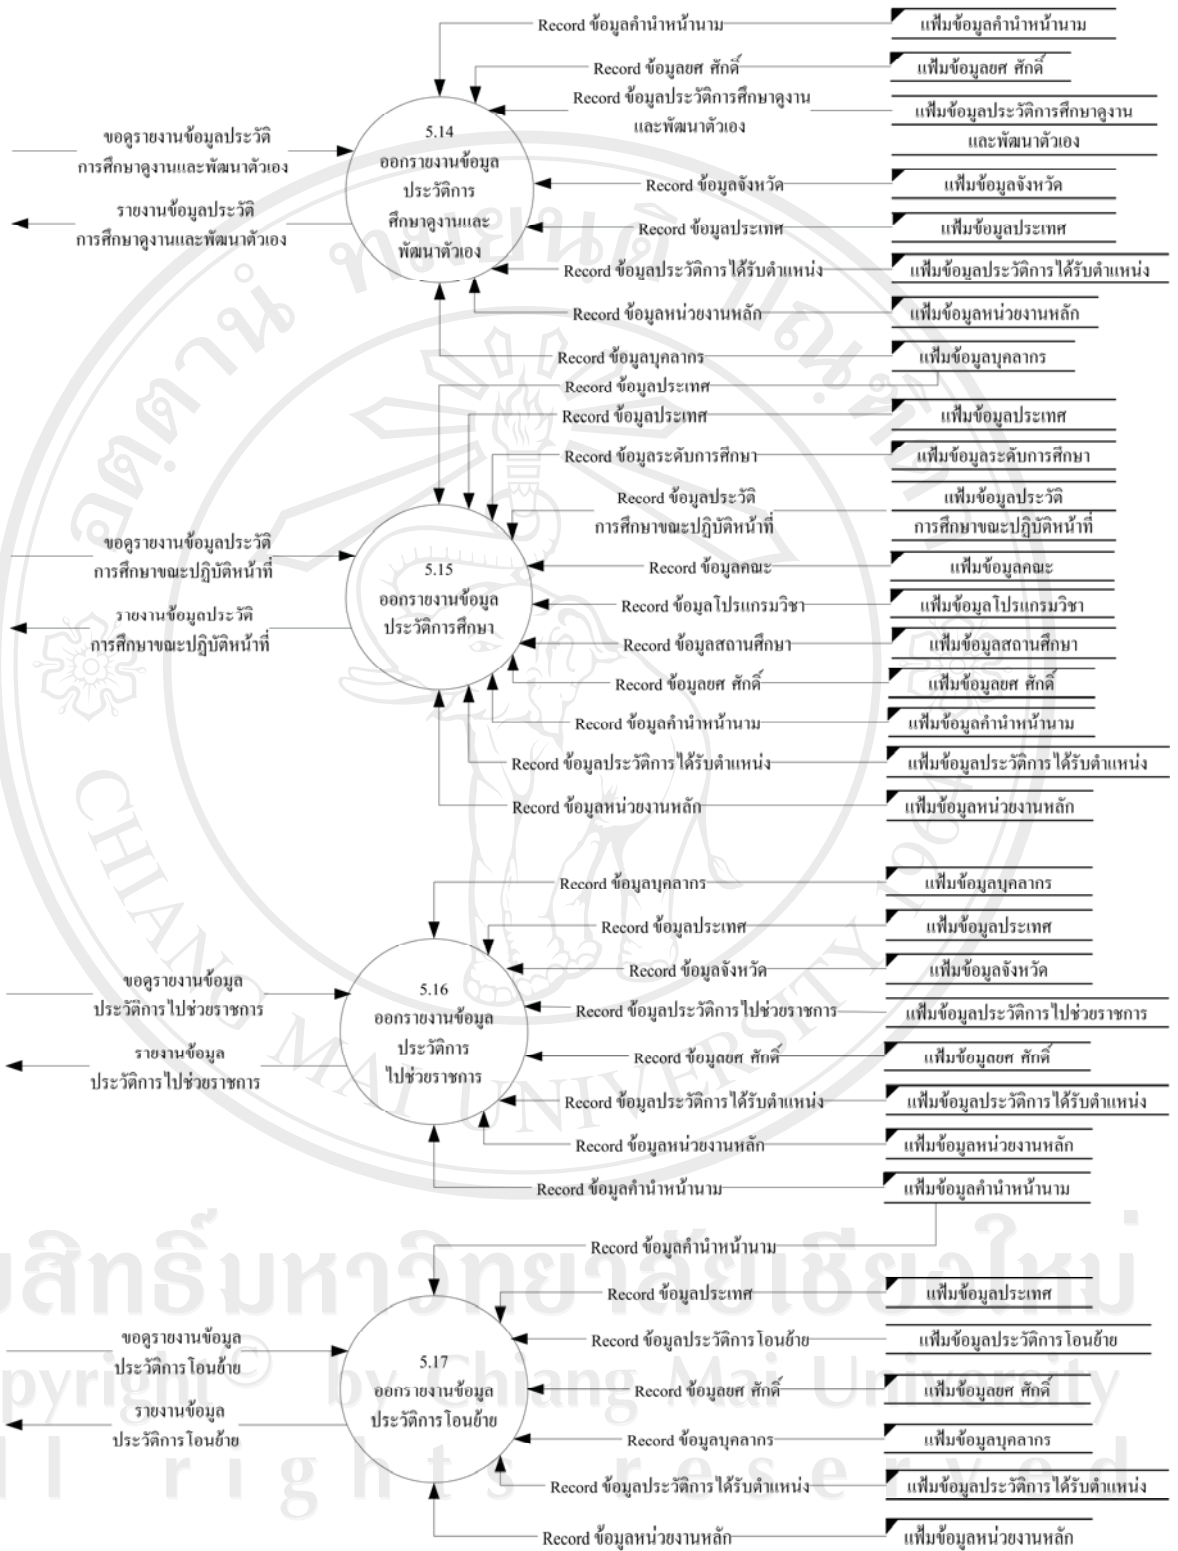 Record ข้อมูลคำนำหน้านาม
แฟ้มข้อมูลคำนำหน้านาม
Record ข้อมูลยศ ศักดิ์
แฟ้มข้อมูลยศ ศักดิ์
Record ข้อมูลประวัติการศึกษาดูงาน
และพัฒนาตัวเอง
แฟ้มข้อมูลประวัติการศึกษาดูงาน
และพัฒนาตัวเอง
ขอดูรายงานข้อมูลประวัติ
การศึกษาดูงานและพัฒนาตัวเอง
5.14
ออกรายงานข้อมูล
ประวัติการ
ศึกษาดูงานและ
พัฒนาตัวเอง
รายงานข้อมูลประวัติ
การศึกษาดูงานและพัฒนาตัวเอง
Record ข้อมูลจังหวัด
แฟ้มข้อมูลจังหวัด
Record ข้อมูลประเทศ
แฟ้มข้อมูลประเทศ
Record ข้อมูลประวัติการได้รับตำแหน่ง
แฟ้มข้อมูลประวัติการได้รับตำแหน่ง
Record ข้อมูลหน่วยงานหลัก
แฟ้มข้อมูลหน่วยงานหลัก
Record ข้อมูลบุคลากร
แฟ้มข้อมูลบุคลากร
Record ข้อมูลประเทศ
Record ข้อมูลประเทศ
แฟ้มข้อมูลประเทศ
Record ข้อมูลระดับการศึกษา
แฟ้มข้อมูลระดับการศึกษา
Record ข้อมูลประวัติ
การศึกษาขณะปฏิบัติหน้าที่
แฟ้มข้อมูลประวัติ
การศึกษาขณะปฏิบัติหน้าที่
ขอดูรายงานข้อมูลประวัติ
การศึกษาขณะปฏิบัติหน้าที่
5.15
ออกรายงานข้อมูล
ประวัติการศึกษา
รายงานข้อมูลประวัติ
การศึกษาขณะปฏิบัติหน้าที่
Record ข้อมูลคณะ
แฟ้มข้อมูลคณะ
Record ข้อมูลโปรแกรมวิชา
แฟ้มข้อมูลโปรแกรมวิชา
Record ข้อมูลสถานศึกษา
แฟ้มข้อมูลสถานศึกษา
Record ข้อมูลยศ ศักดิ์
แฟ้มข้อมูลยศ ศักดิ์
Record ข้อมูลคำนำหน้านาม
แฟ้มข้อมูลคำนำหน้านาม
Record ข้อมูลประวัติการได้รับตำแหน่ง
แฟ้มข้อมูลประวัติการได้รับตำแหน่ง
Record ข้อมูลหน่วยงานหลัก
แฟ้มข้อมูลหน่วยงานหลัก
Record ข้อมูลบุคลากร
แฟ้มข้อมูลบุคลากร
Record ข้อมูลประเทศ
แฟ้มข้อมูลประเทศ
Record ข้อมูลจังหวัด
แฟ้มข้อมูลจังหวัด
ขอดูรายงานข้อมูล
ประวัติการไปช่วยราชการ
5.16
ออกรายงานข้อมูล
ประวัติการ
ไปช่วยราชการ
รายงานข้อมูล
ประวัติการไปช่วยราชการ
Record ข้อมูลประวัติการไปช่วยราชการ
แฟ้มข้อมูลประวัติการไปช่วยราชการ
Record ข้อมูลยศ ศักดิ์
แฟ้มข้อมูลยศ ศักดิ์
Record ข้อมูลประวัติการได้รับตำแหน่ง
แฟ้มข้อมูลประวัติการได้รับตำแหน่ง
Record ข้อมูลหน่วยงานหลัก
แฟ้มข้อมูลหน่วยงานหลัก
Record ข้อมูลคำนำหน้านาม
แฟ้มข้อมูลคำนำหน้านาม
Record ข้อมูลคำนำหน้านาม
Record ข้อมูลประเทศ
แฟ้มข้อมูลประเทศ
Record ข้อมูลประวัติการโอนย้าย
แฟ้มข้อมูลประวัติการโอนย้าย
ขอดูรายงานข้อมูล
ประวัติการโอนย้าย
5.17
ออกรายงานข้อมูล
ประวัติการโอนย้าย
รายงานข้อมูล
ประวัติการโอนย้าย
Record ข้อมูลยศ ศักดิ์
แฟ้มข้อมูลยศ ศักดิ์
Record ข้อมูลบุคลากร
แฟ้มข้อมูลบุคลากร
Record ข้อมูลประวัติการได้รับตำแหน่ง
แฟ้มข้อมูลประวัติการได้รับตำแหน่ง
Record ข้อมูลหน่วยงานหลัก
แฟ้มข้อมูลหน่วยงานหลัก
CHIANG MAI UNIVERSITY 1964
สิทธิ์มหาวิทยาลัยเชียงใหม่
pyright © by Chiang Mai University
ll rights reserved